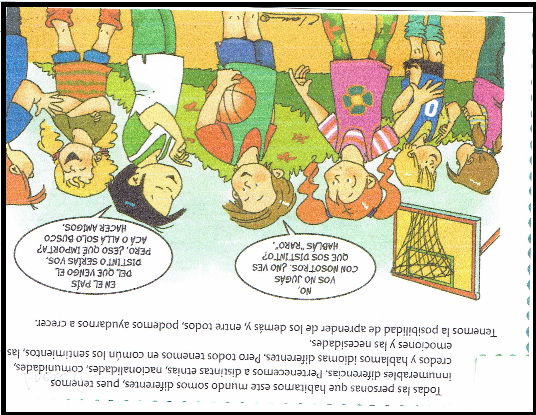 Todas las personas que habitamos este mundo somos diferentes, pues tenemos
innumerables diferencias. Pertenecemos a distintas etnias, nacionalidades, comunidades,
credos y hablamos idiomas diferentes. Pero todos tenemos en común los sentimientos, las
emociones y las necesidades.
Tenemos la posibilidad de aprender de los demás y, entre todos, podemos ayudarnos a crecer.
NO,
VOS NO JUGÁS
CON NOSOTROS. ¿NO VES
QUE SOS DISTINTO?
HABLÁS "RARO".
EN EL PAÍS
DEL QUE VENGO EL
DISTINTO SERÍAS VOS.
PERO, ¿ESO QUÉ IMPORTA?
ACÁ O ALLÁ SOLO BUSCO
HACER AMIGOS.
0